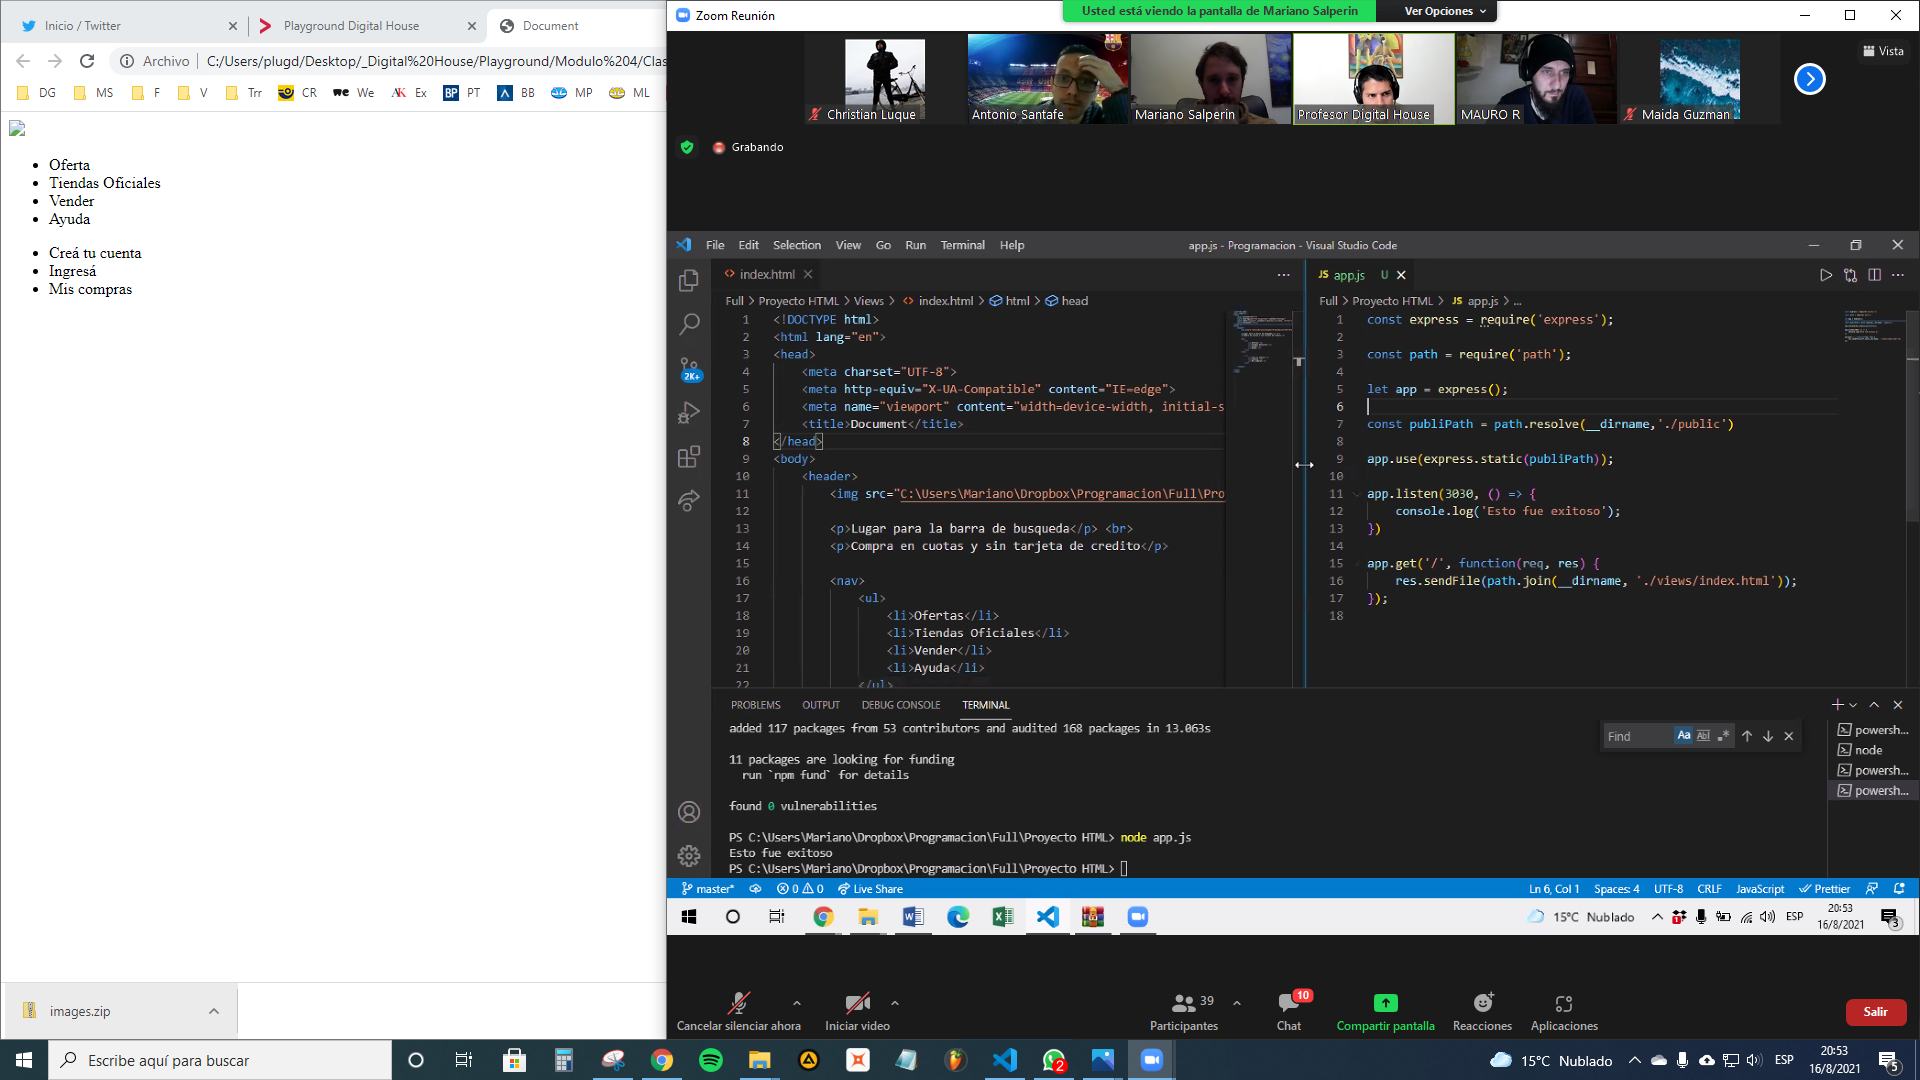 Inicio / Twitter
Playground Digital House
Document
Archivo
C:/Users/plugd/Desktop/_Digital%20House/Playground/Modulo%204/Clas
DG
MS
F
V
Trr
CR
We
Ex
PT
BB
MP
ML
Oferta
Tiendas Oficiales
Vender
Ayuda
Creá tu cuenta
Ingresá
Mis compras
images.zip
Zoom Reunión
Usted está viendo la pantalla de Mariano Salperin
Ver Opciones
Vista
Christian Luque
Antonio Santafe
Mariano Salperin
Profesor Digital House
MAURO R
Maida Guzman
Grabando
File Edit Selection View Go Run Terminal Help
app.js - Programacion - Visual Studio Code
index.html
Full > Proyecto HTML > Views > index.html > html > head
1 <!DOCTYPE html>
2 <html lang="en">
3 <head>
4 <meta charset="UTF-8">
5 <meta http-equiv="X-UA-Compatible" content="IE=edge">
6 <meta name="viewport" content="width=device-width, initial-s
7 <title>Document</title>
8 </head>
9 <body>
10 <header>
11 <img src="C:\Users\Mariano\Dropbox\Programacion\Full\Pro
12
13 <p>Lugar para la barra de busqueda</p> <br>
14 <p>Compra en cuotas y sin tarjeta de credito</p>
15
16 <nav>
17 <ul>
18 <li>Ofertas</li>
19 <li>Tiendas Oficiales</li>
20 <li>Vender</li>
21 <li>Ayuda</li>
22 </ul>
2K+
JS app.js U
Full > Proyecto HTML > JS app.js > ...
1 const express = require('express');
2
3 const path = require('path');
4
5 let app = express();
6
7 const publiPath = path.resolve(__dirname,'./public')
8
9 app.use(express.static(publiPath));
10
11 app.listen(3030, () => {
12 console.log('Esto fue exitoso');
13 })
14
15 app.get('/', function(req, res) {
16 res.sendFile(path.join(__dirname, './views/index.html'));
17 });
18
PROBLEMS OUTPUT DEBUG CONSOLE TERMINAL
added 117 packages from 53 contributors and audited 168 packages in 13.063s
11 packages are looking for funding
run `npm fund` for details
found 0 vulnerabilities
PS C:\Users\Mariano\Dropbox\Programacion\Full\Proyecto HTML> node app.js
Esto fue exitoso
PS C:\Users\Mariano\Dropbox\Programacion\Full\Proyecto HTML>
Find
Aa
powersh...
node
powersh...
powersh...
master*
0 0
Live Share
Ln 6, Col 1
Spaces: 4
UTF-8
CRLF
JavaScript
Prettier
15°C Nublado
ESP
20:53
16/8/2021
3
Cancelar silenciar ahora
Iniciar video
39
Participantes
10
Chat
Compartir pantalla
Reacciones
Aplicaciones
Salir
Escribe aquí para buscar
2
15°C Nublado
ESP
20:53
16/8/2021
5